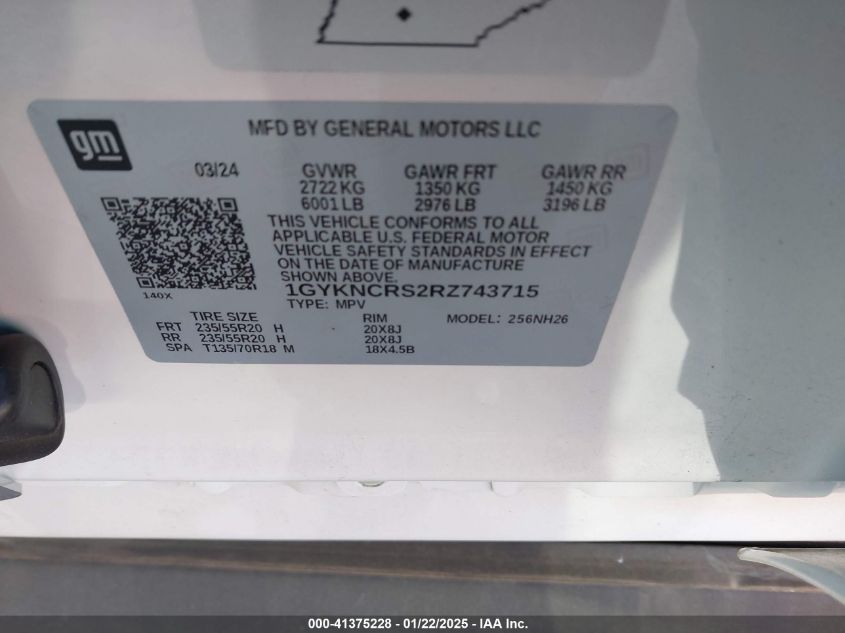 gm
MFD BY GENERAL MOTORS LLC
03/24 GVWR GAWR FRT GAWR RR
2722 KG 1350 KG 1450 KG
6001 LB 2976 LB 3196 LB
THIS VEHICLE CONFORMS TO ALL
APPLICABLE U.S. FEDERAL MOTOR
VEHICLE SAFETY STANDARDS IN EFFECT
ON THE DATE OF MANUFACTURE
SHOWN ABOVE.
140X 1GYKNCRS2RZ743715
TYPE: MPV
TIRE SIZE RIM MODEL: 256NH26
FRT 235/55R20 H 20X8J
RR 235/55R20 H 20X8J
SPA T135/70R18 M 18X4.5B
000-41375228 - 01/22/2025 - IAA Inc.